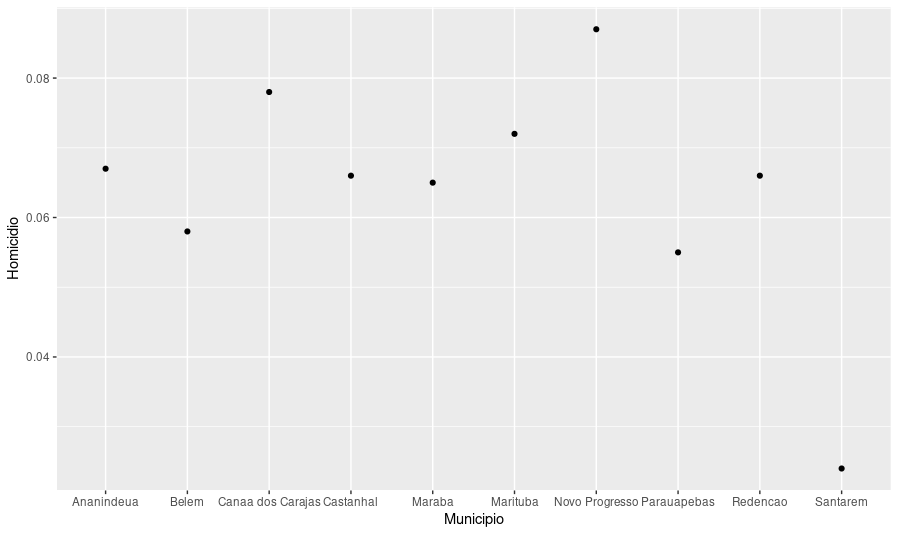 0.08
0.06
0.04
Homicidio
Ananindeua Belem Canaa dos Carajas Castanhal Maraba Marituba Novo Progresso Parauapebas Redencao Santarem
Municipio